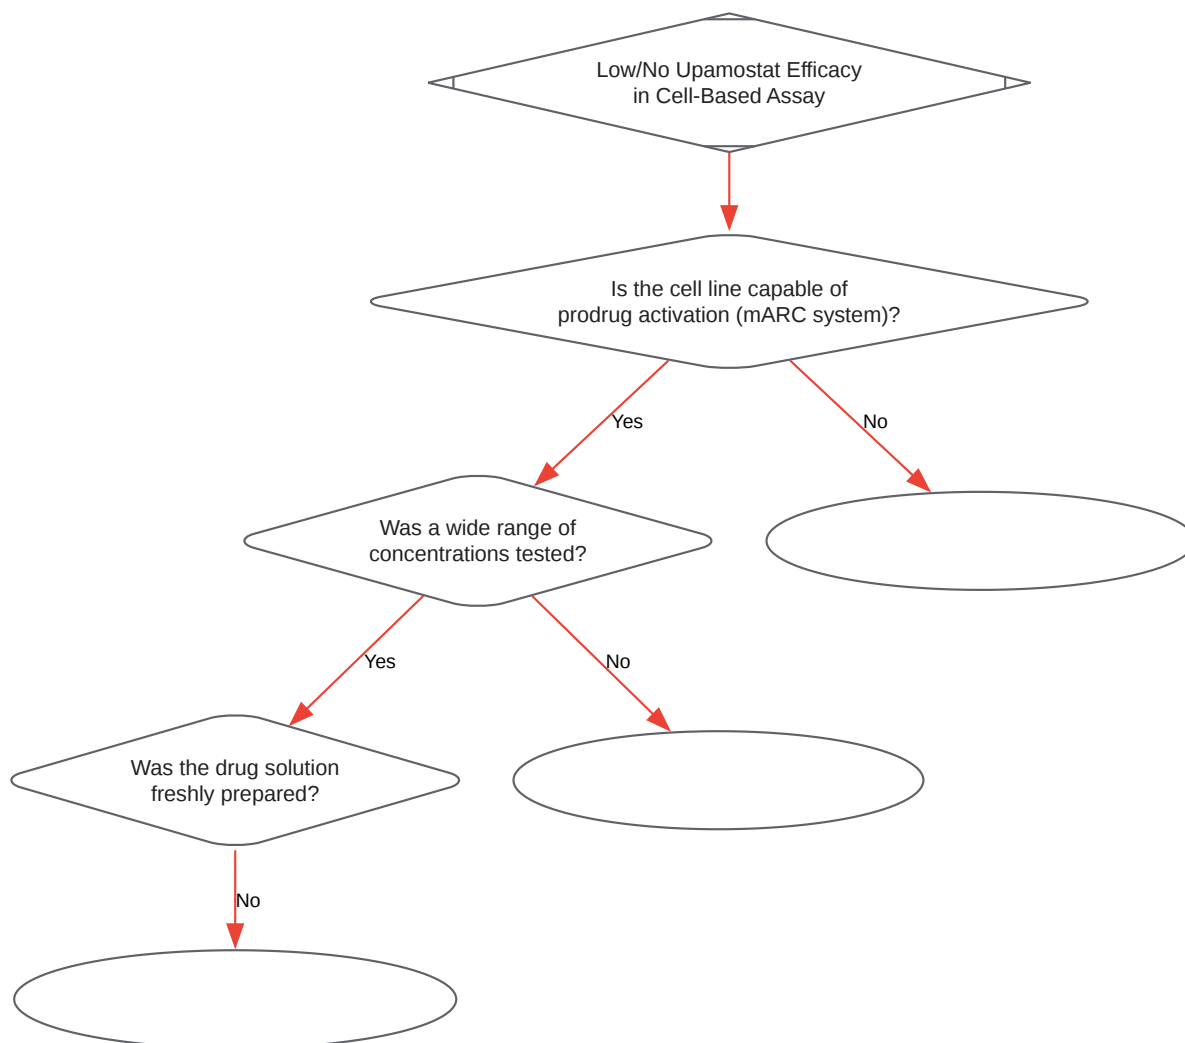 Low/No Upamostat Efficacy
in Cell-Based Assay
Is the cell line capable of
prodrug activation (mARC system)?
Yes
No
Was a wide range of
concentrations tested?
Yes
No
Was the drug solution
freshly prepared?
No